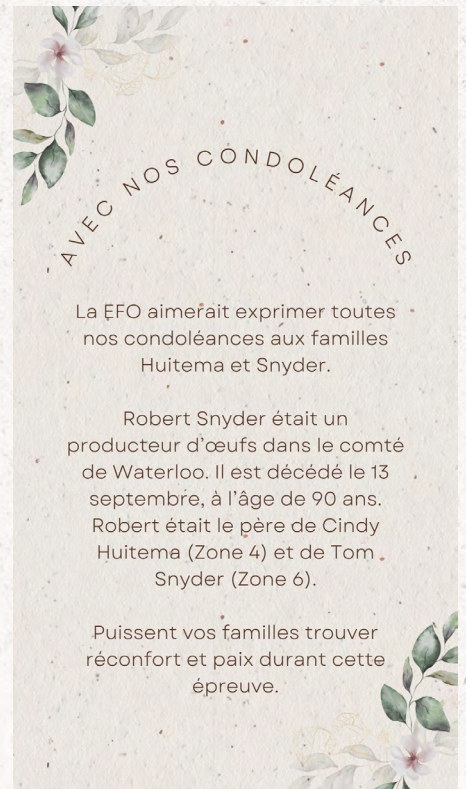 AVEC NOS CONDOLÉANCES
La EFO aimerait exprimer toutes
nos condoléances aux familles
Huitema et Snyder.
Robert Snyder était un
producteur d'œufs dans le comté
de Waterloo. Il est décédé le 13
septembre, à l'âge de 90 ans.
Robert était le père de Cindy
Huitema (Zone 4) et de Tom
Snyder (Zone 6).
Puissent vos familles trouver
réconfort et paix durant cette
épreuve.